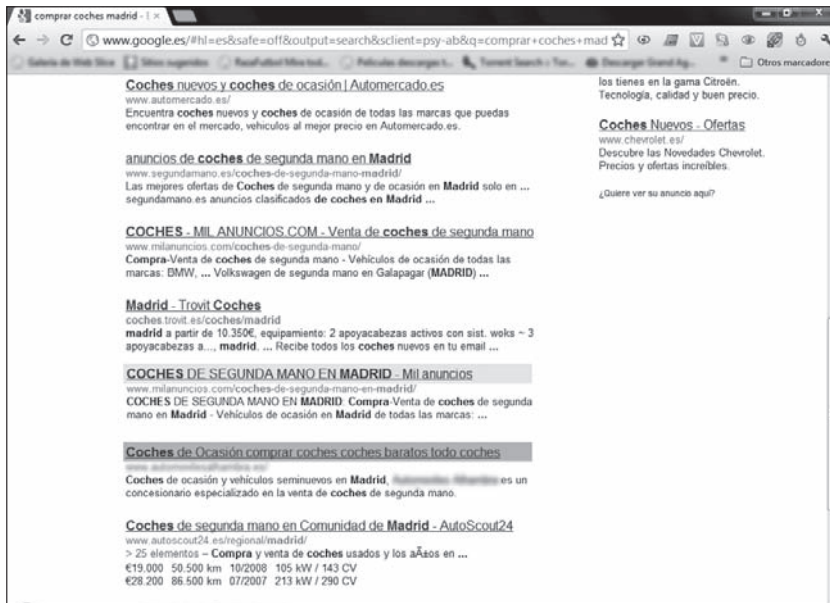 comprar coches madrid - [
www.google.es/#hl=es&safe=off&output=search&sclient=psy-ab&q=comprar+coches+mad
Galería de Web Slice
Sitios sugeridos
Otros marcadore
Coches nuevos y coches de ocasión | Automercado.es
www.automercado.es/
Encuentra coches nuevos y coches de ocasión de todas las marcas que puedas
encontrar en el mercado, vehiculos al mejor precio en Automercado.es.
anuncios de coches de segunda mano en Madrid
www.segundamano.es/coches-de-segunda-mano-madrid/
Las mejores ofertas de Coches de segunda mano y de ocasión en Madrid solo en ...
segundamano.es anuncios clasificados de coches en Madrid ...
COCHES - MIL ANUNCIOS.COM - Venta de coches de segunda mano
www.milanuncios.com/coches-de-segunda-mano/
Compra-Venta de coches de segunda mano - Vehículos de ocasión de todas las
marcas: BMW, ... Volkswagen de segunda mano en Galapagar (MADRID) ...
Madrid - Trovit Coches
coches.trovit.es/coches/madrid
madrid a partir de 10.350€, equipamiento: 2 apoyacabezas activos con sist. woks ~ 3
apoyacabezas a..., madrid. ... Recibe todos los coches nuevos en tu email ...
COCHES DE SEGUNDA MANO EN MADRID - Mil anuncios
www.milanuncios.com/coches-de-segunda-mano-en-madrid/
COCHES DE SEGUNDA MANO EN MADRID: Compra-Venta de coches de segunda
mano en Madrid - Vehículos de ocasión en Madrid de todas las marcas: ...
Coches de Ocasión comprar coches coches baratos todo coches
Coches de ocasión y vehículos seminuevos en Madrid, es un
concesionario especializado en la venta de coches de segunda mano.
Coches de segunda mano en Comunidad de Madrid - AutoScout24
www.autoscout24.es/regional/madrid/
> 25 elementos – Compra y venta de coches usados y los aÃ±os en ...
€19.000 50.500 km 10/2008 105 kW / 143 CV
€28.200 86.500 km 07/2007 213 kW / 290 CV
los tienes en la gama Citroën.
Tecnología, calidad y buen precio.
Coches Nuevos - Ofertas
www.chevrolet.es/
Descubre las Novedades Chevrolet.
Precios y ofertas increíbles.
¿Quiere ver su anuncio aquí?